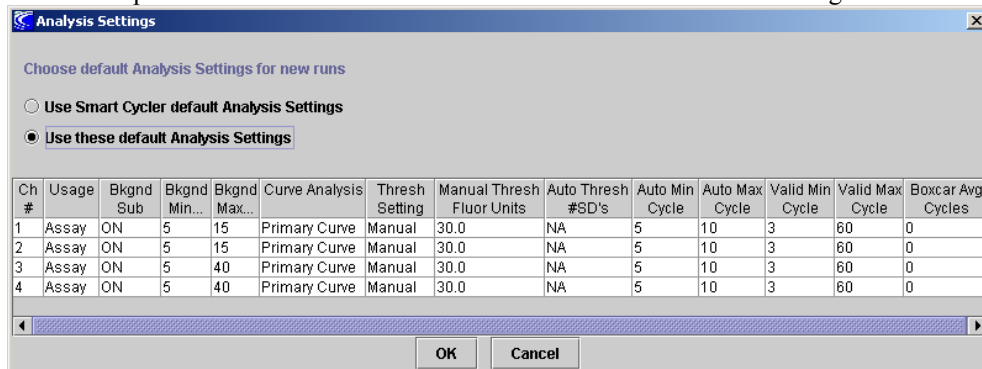 Analysis Settings
Choose default Analysis Settings for new runs
Use Smart Cycler default Analysis Settings
Use these default Analysis Settings
Ch # Usage Bkgnd Sub Bkgnd Min... Bkgnd Max... Curve Analysis Thresh Setting Manual Thresh Fluor Units Auto Thresh #SD's Auto Min Cycle Auto Max Cycle Valid Min Cycle Valid Max Cycle Boxcar Avg Cycles
1 Assay ON 5 15 Primary Curve Manual 30.0 NA 5 10 3 60 0
2 Assay ON 5 15 Primary Curve Manual 30.0 NA 5 10 3 60 0
3 Assay ON 5 40 Primary Curve Manual 30.0 NA 5 10 3 60 0
4 Assay ON 5 40 Primary Curve Manual 30.0 NA 5 10 3 60 0
OK Cancel